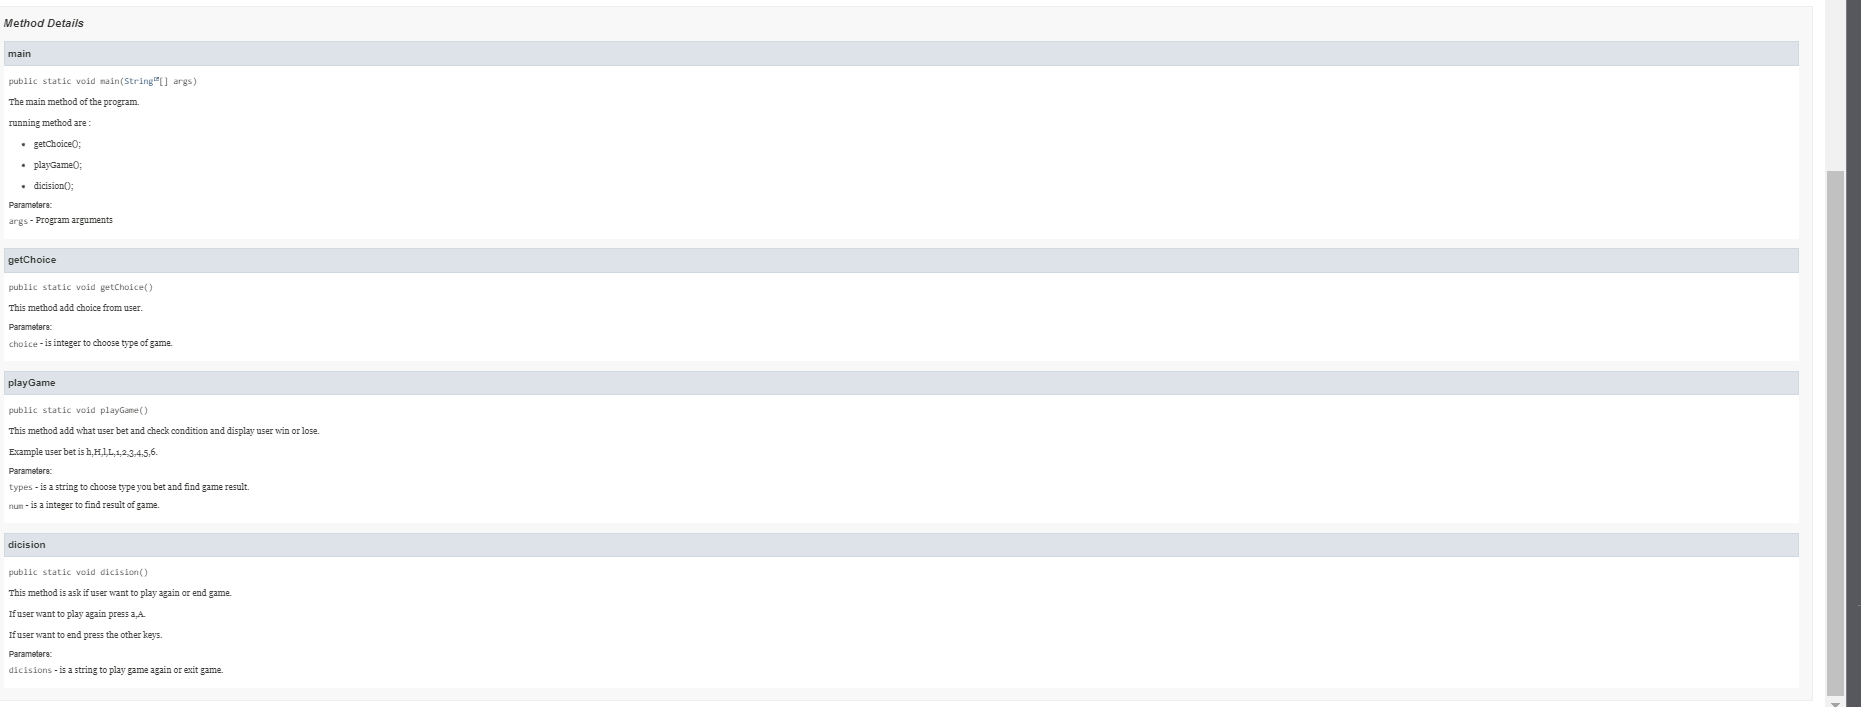 Method Details
main
public static void main(String[] args)
The main method of the program.
running method are :
getChoice();
playGame();
dicision();
Parameters:
args - Program arguments
getChoice
public static void getChoice()
This method add choice from user.
Parameters:
choice - is integer to choose type of game.
playGame
public static void playGame()
This method add what user bet and check condition and display user win or lose.
Example user bet is h,H,l,L,1,2,3,4,5,6.
Parameters:
types - is a string to choose type you bet and find game result.
num - is a integer to find result of game.
dicision
public static void dicision()
This method is ask if user want to play again or end game.
If user want to play again press a,A.
If user want to end press the other keys.
Parameters:
dicisions - is a string to play game again or exit game.